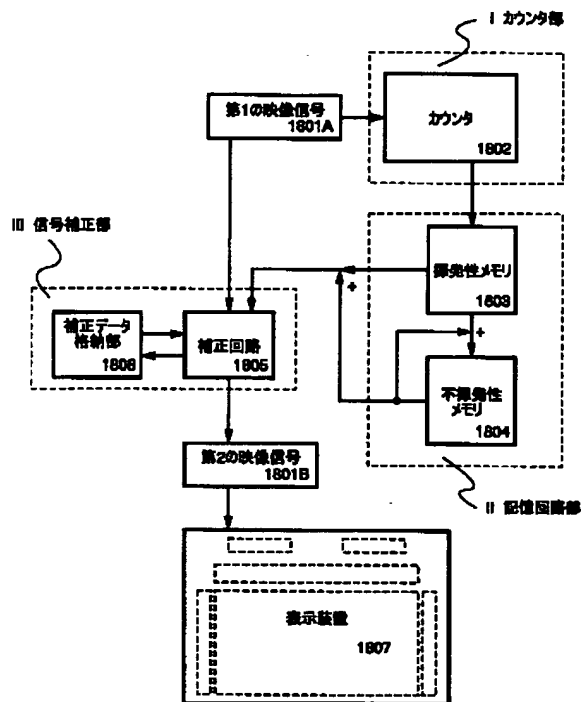 I カウンタ部
第1の映像信号
1801A
カウンタ
1802
III 信号補正部
揮発性メモリ
1803
+
+
補正データ
格納部
1806
補正回路
1805
不揮発性
メモリ
1804
第2の映像信号
1801B
II 記憶回路部
表示装置
1807